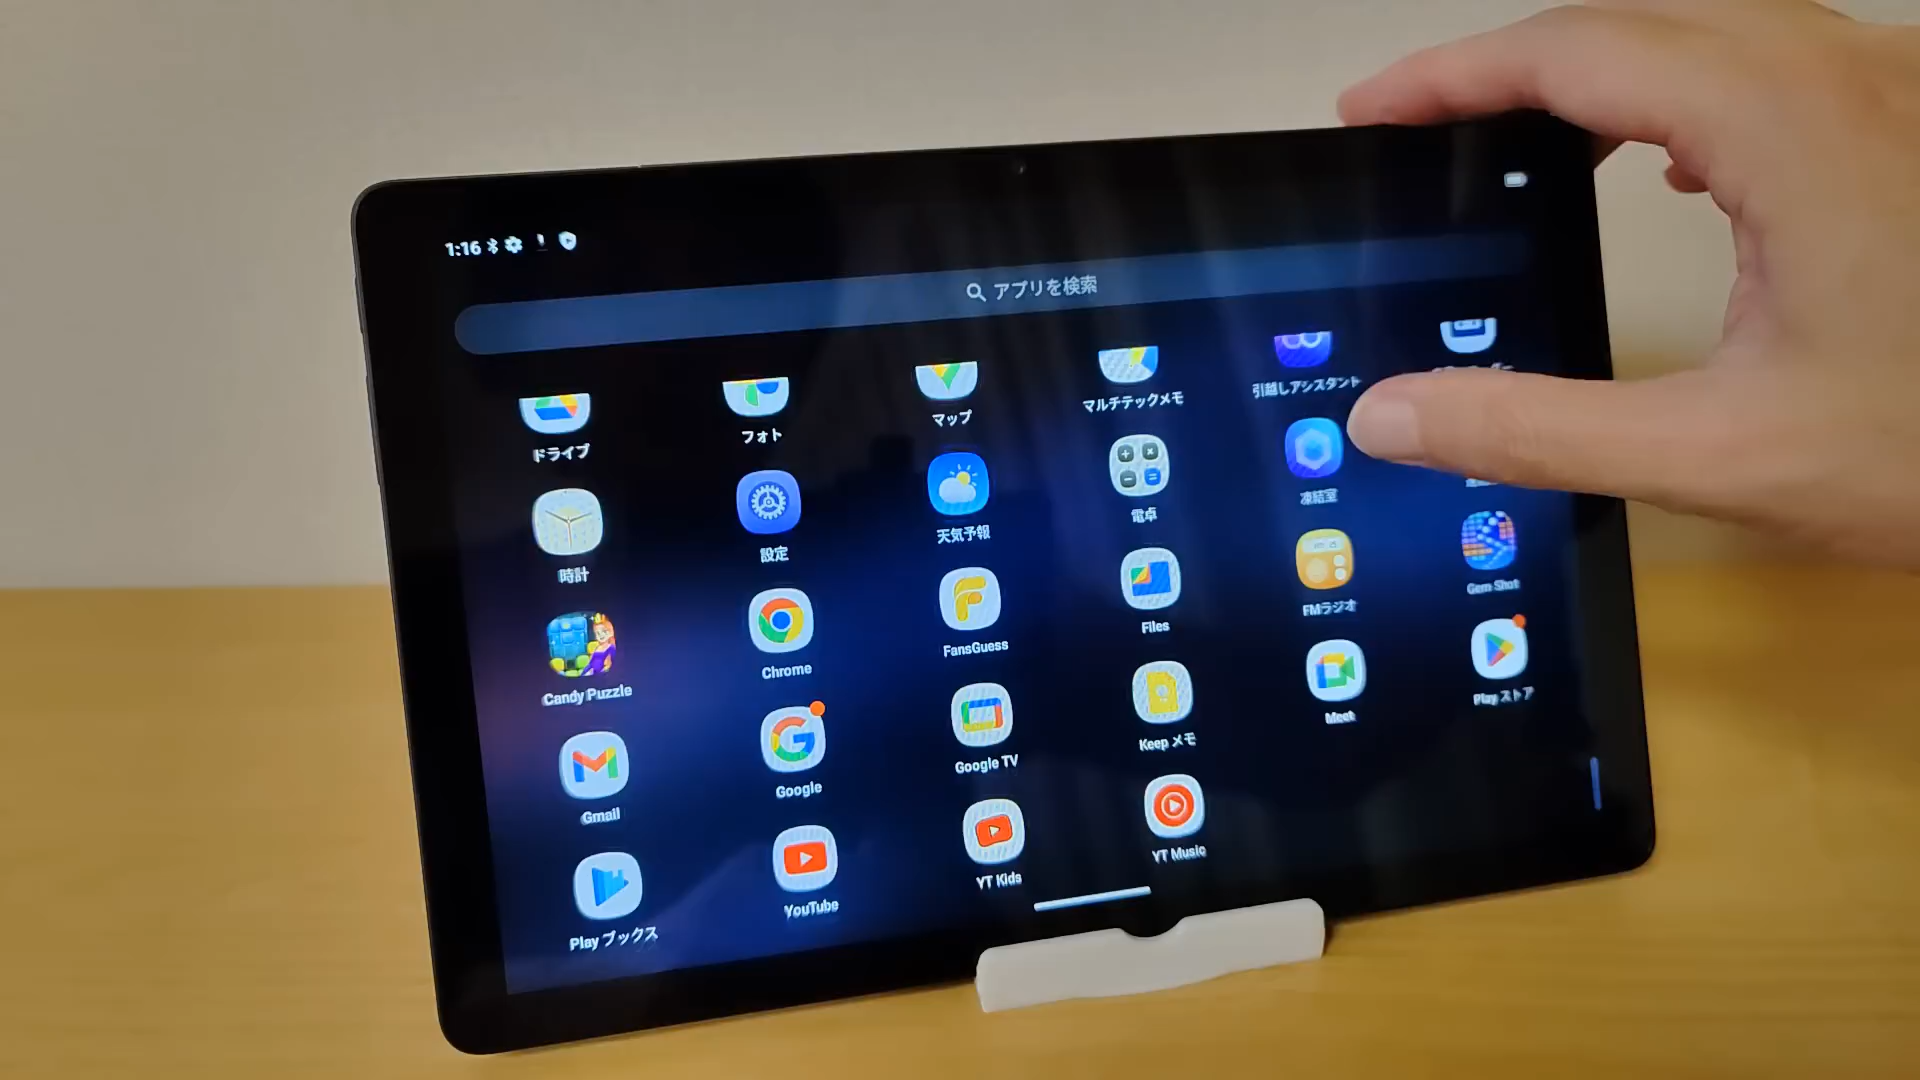 1:16
アプリを検索
ドライブ
フォト
マップ
マルチテックメモ
引越しアシスタント
時計
設定
天気予報
電卓
凍結室
Candy Puzzle
Chrome
FansGuess
Files
FMラジオ
Gem Shot
Gmail
Google
Google TV
Keep メモ
Meet
Play ストア
Play ブックス
YouTube
YT Kids
YT Music